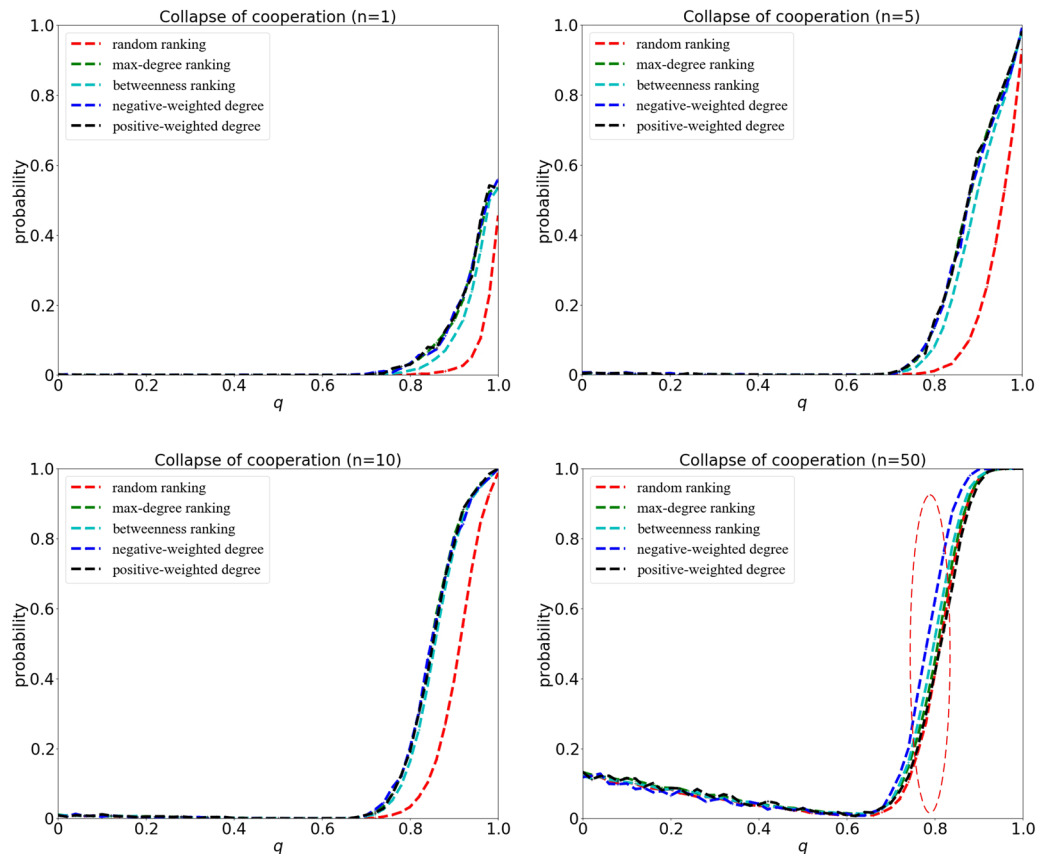 Collapse of cooperation (n=1)
1.0
0.8
0.6
0.4
0.2
0
probability
random ranking
max-degree ranking
betweenness ranking
negative-weighted degree
positive-weighted degree
0 0.2 0.4 0.6 0.8 1.0
q
Collapse of cooperation (n=5)
1.0
0.8
0.6
0.4
0.2
0
probability
random ranking
max-degree ranking
betweenness ranking
negative-weighted degree
positive-weighted degree
0 0.2 0.4 0.6 0.8 1.0
q
Collapse of cooperation (n=10)
1.0
0.8
0.6
0.4
0.2
0
probability
random ranking
max-degree ranking
betweenness ranking
negative-weighted degree
positive-weighted degree
0 0.2 0.4 0.6 0.8 1.0
q
Collapse of cooperation (n=50)
1.0
0.8
0.6
0.4
0.2
0
probability
random ranking
max-degree ranking
betweenness ranking
negative-weighted degree
positive-weighted degree
0 0.2 0.4 0.6 0.8 1.0
q